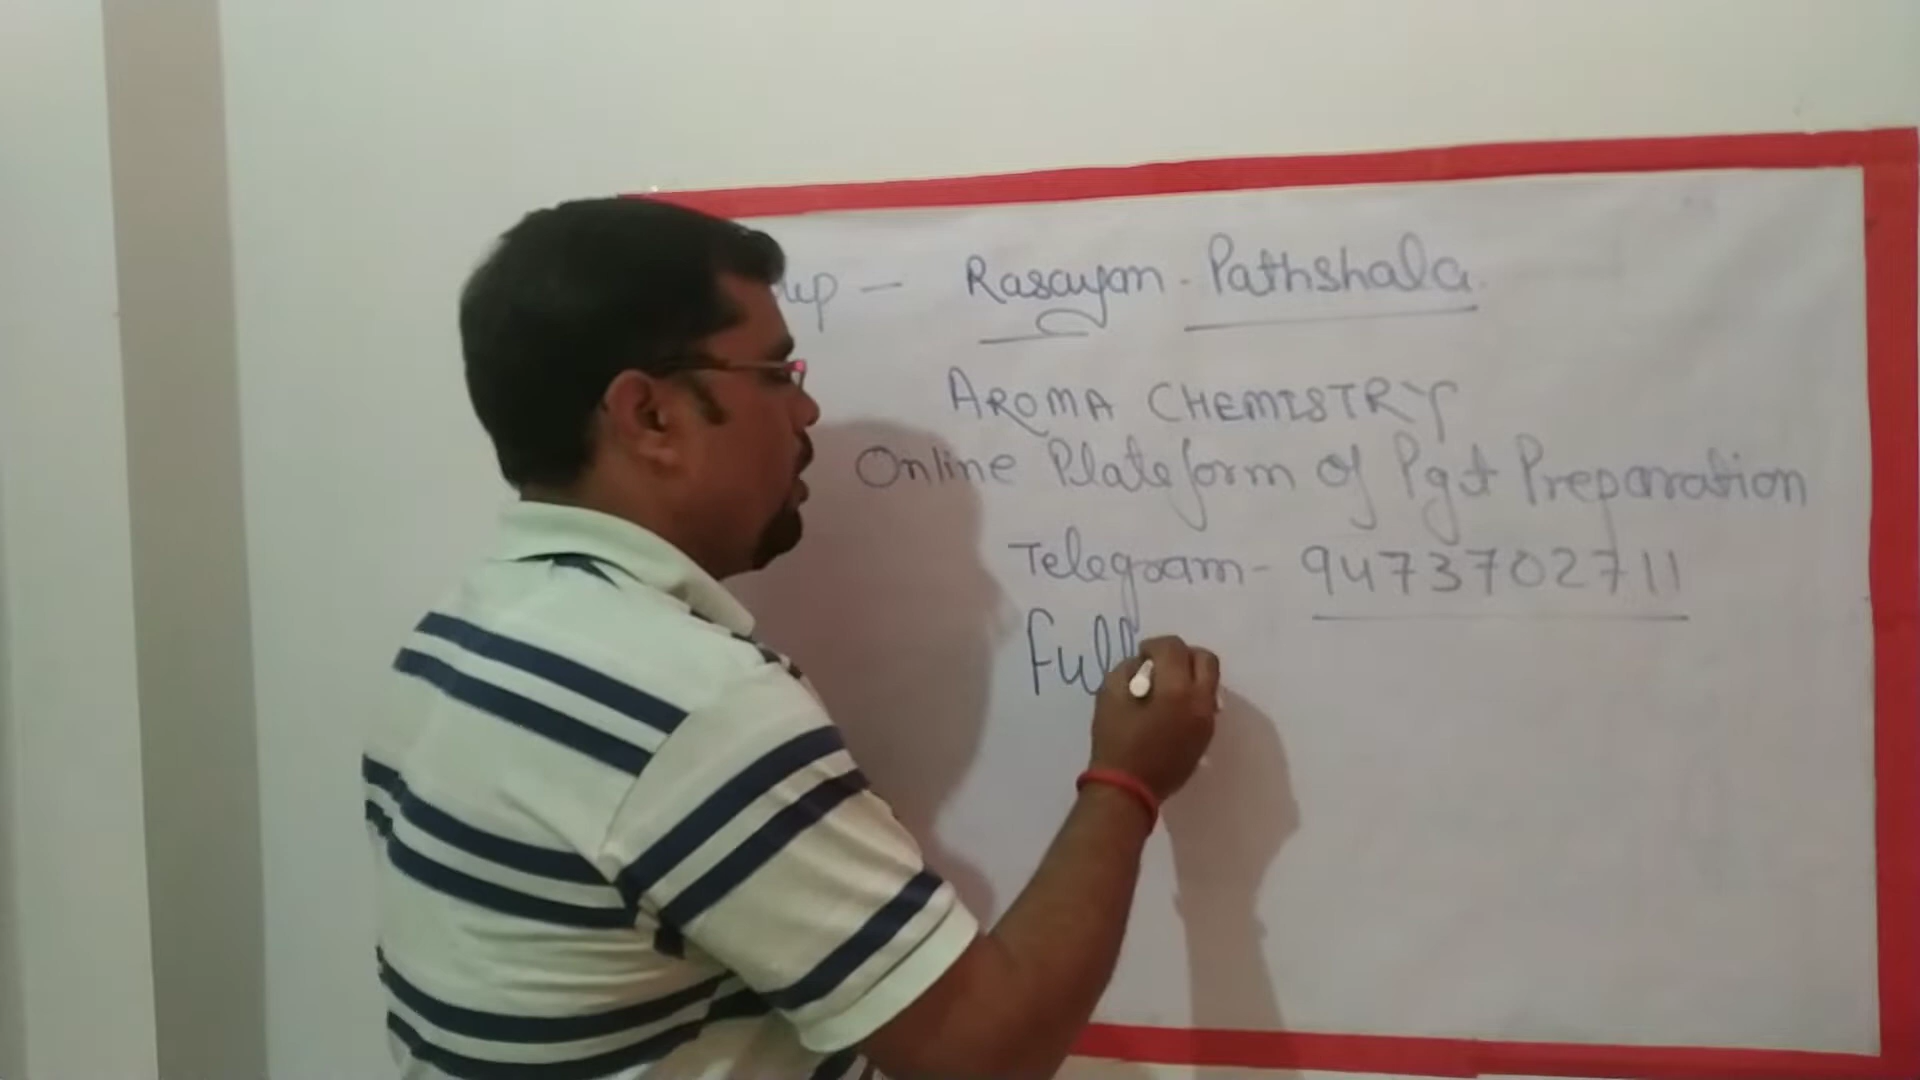 Rasayan - Pathshala
AROMA CHEMISTRY
Online Plateform of Pgt Preparation
Telegram - 9473702711
Full